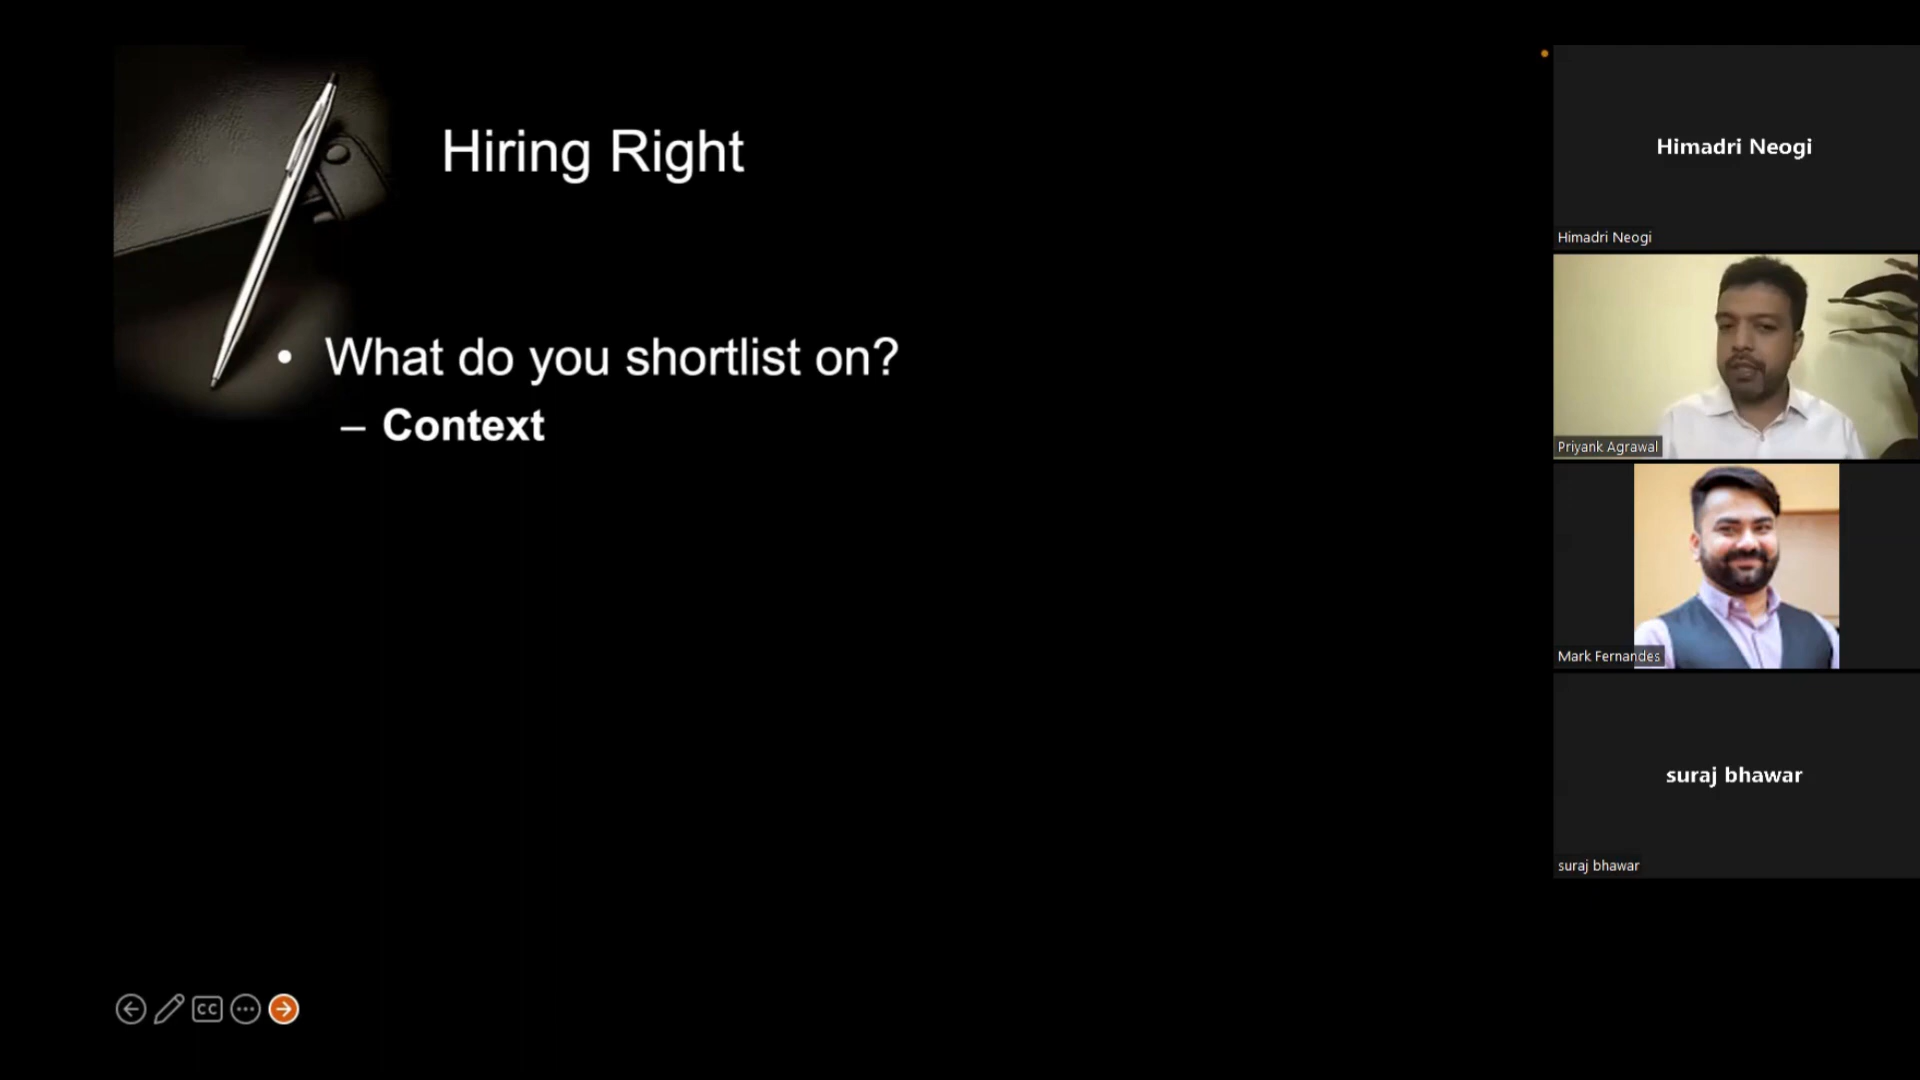 Hiring Right
• What do you shortlist on?
– Context
CC
Himadri Neogi
Himadri Neogi
Priyank Agrawal
Mark Fernandes
suraj bhawar
suraj bhawar